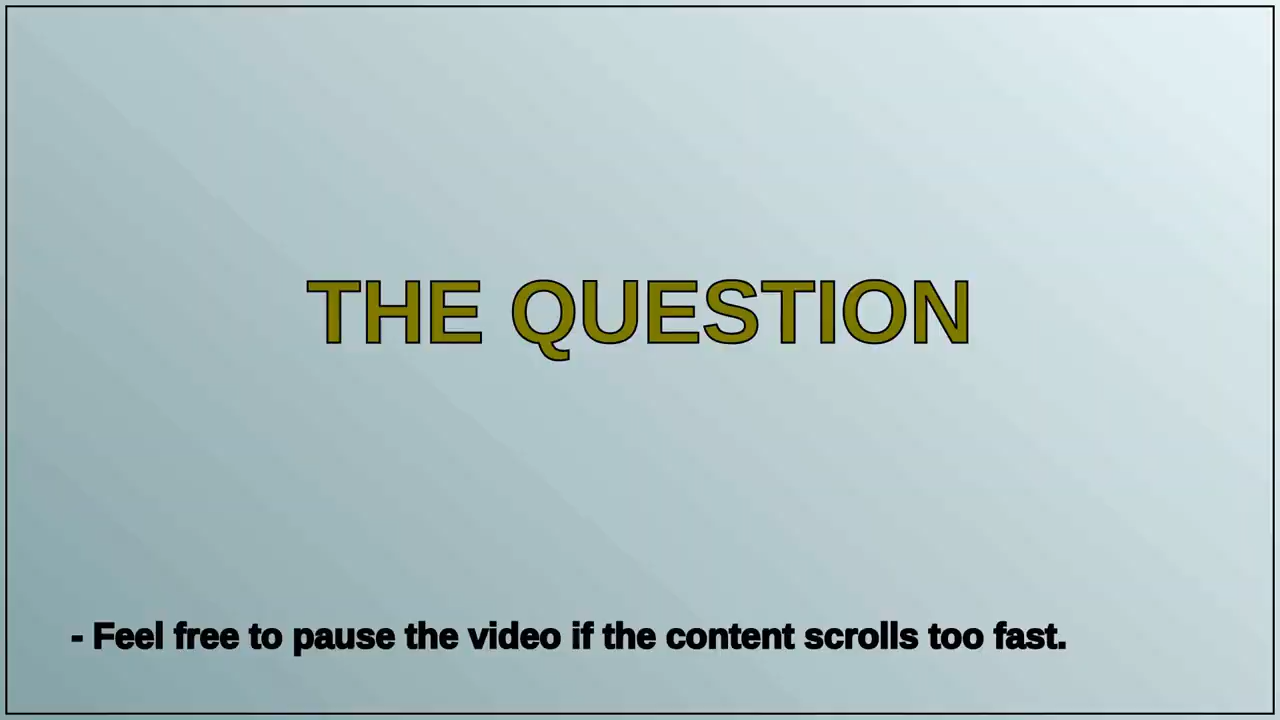 THE QUESTION
- Feel free to pause the video if the content scrolls too fast.